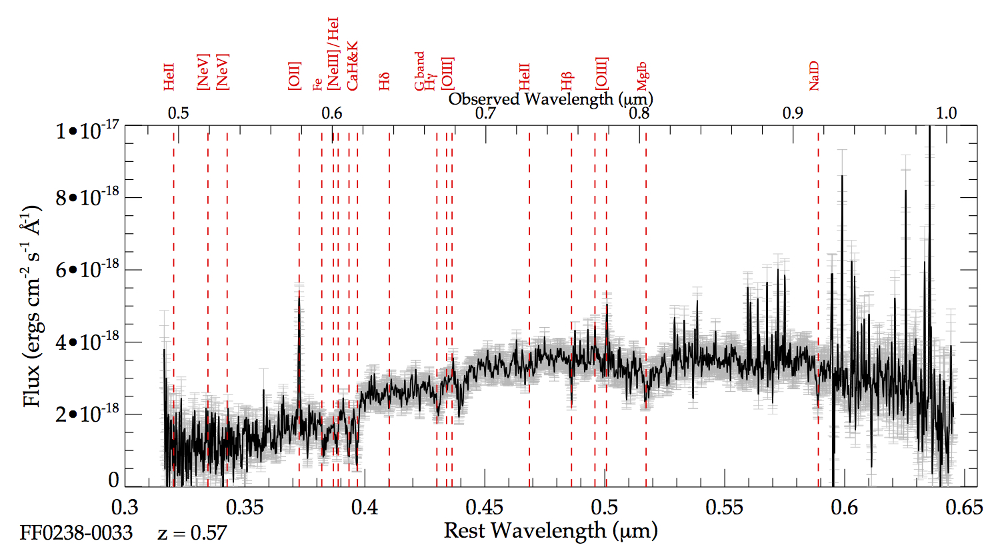 HeII
[NeV]
[NeV]
[OII]
Fe
[NeIII]/HeI
CaH&K
Hδ
G band
Hγ
[OIII]
HeII
Hβ
[OIII]
MgIb
NaID
Observed Wavelength (μm)
0.5 0.6 0.7 0.8 0.9 1.0
1•10⁻¹⁷
8•10⁻¹⁸
6•10⁻¹⁸
4•10⁻¹⁸
2•10⁻¹⁸
0
Flux (ergs cm⁻² s⁻¹ Å⁻¹)
0.3 0.35 0.4 0.45 0.5 0.55 0.6 0.65
Rest Wavelength (μm)
FF0238-0033 z = 0.57